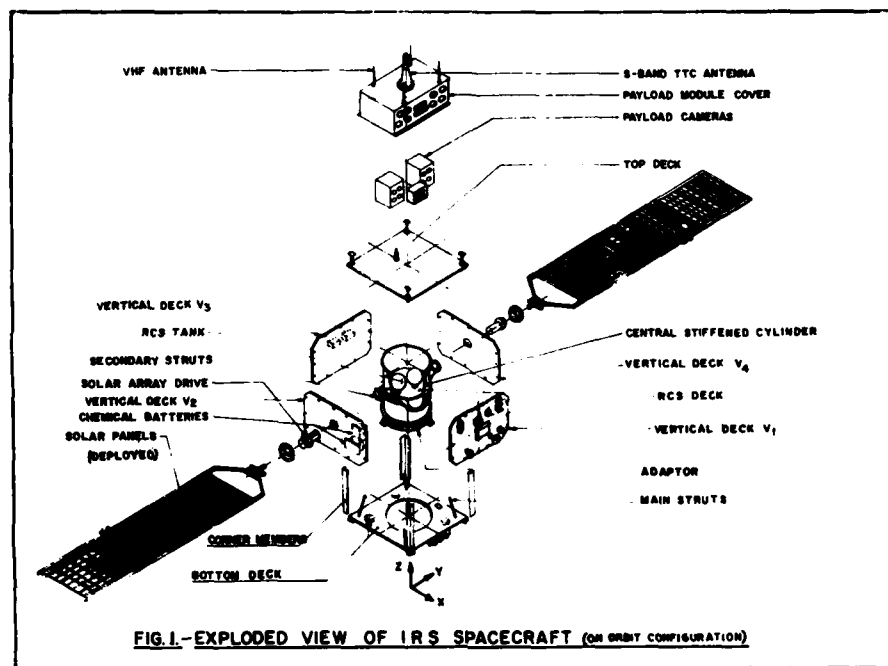 VHF ANTENNA
S-BAND TTC ANTENNA
PAYLOAD MODULE COVER
PAYLOAD CAMERAS
TOP DECK
VERTICAL DECK V3
RCS TANK
SECONDARY STRUTS
SOLAR ARRAY DRIVE
VERTICAL DECK V2
CHEMICAL BATTERIES
SOLAR PANELS
(DEPLOYED)
CENTRAL STIFFENED CYLINDER
VERTICAL DECK V4
RCS DECK
VERTICAL DECK V1
ADAPTOR
MAIN STRUTS
CORNER MEMBERS
BOTTOM DECK
Z
Y
X
FIG. 1.-EXPLODED VIEW OF IRS SPACECRAFT (ON ORBIT CONFIGURATION)